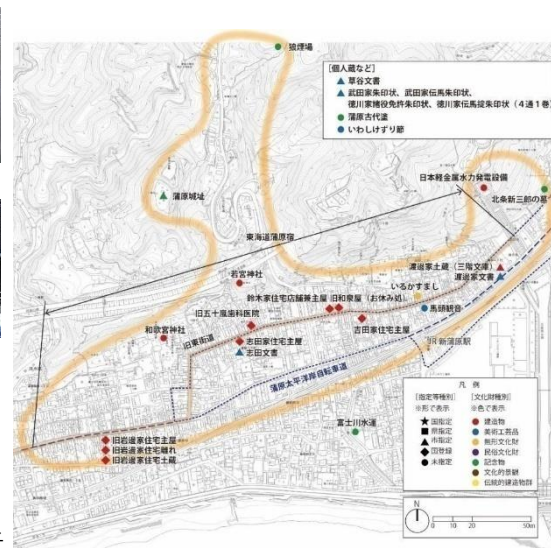 狼煙場
[個人蔵など]
草谷文書
武田家朱印状、武田家伝馬朱印状、
徳川家諸役免許朱印状、徳川家伝馬掟朱印状(4通1巻)
蒲原古代塗
いわしけずり節
日本軽金属水力発電設備
北条新三郎の墓
蒲原城址
東海道蒲原宿
渡邉家土蔵(三階文庫)
渡邉家文書
若宮神社
いるかすまし
鈴木家住宅店舗兼主屋
旧和泉屋(お休み処)
馬頭観音
旧五十嵐歯科医院
吉田家住宅主屋
和歌宮神社
旧東街道
志田家住宅主屋
志田文書
JR新蒲原駅
蒲原太平洋岸自転車道
富士川水運
旧岩邊家住宅主屋
旧岩邊家住宅離れ
旧岩邊家住宅土蔵
凡 例
[指定等種別]
※形で表示
国指定
県指定
市指定
国登録
未指定
[文化財種別]
※色で表示
建造物
美術工芸品
無形文化財
民俗文化財
記念物
文化的景観
伝統的建造物群
N
0 10 20 50m